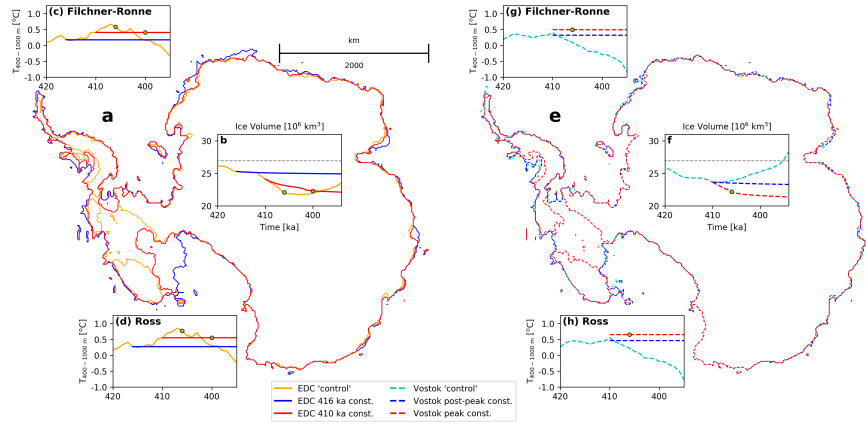 (c) Filchner-Ronne
T400−1000 m [°C]
1.0
0.5
0.0
−0.5
−1.0
420
410
400
km
2000
a
Ice Volume [10⁶ km³]
b
30
25
20
420
410
400
Time [ka]
(d) Ross
T400−1000 m [°C]
1.0
0.5
0.0
−0.5
−1.0
420
410
400
(g) Filchner-Ronne
T400−1000 m [°C]
1.0
0.5
0.0
−0.5
−1.0
420
410
400
e
Ice Volume [10⁶ km³]
f
30
25
20
420
410
400
Time [ka]
(h) Ross
T400−1000 m [°C]
1.0
0.5
0.0
−0.5
−1.0
420
410
400
EDC 'control'
EDC 416 ka const.
EDC 410 ka const.
Vostok 'control'
Vostok post-peak const.
Vostok peak const.